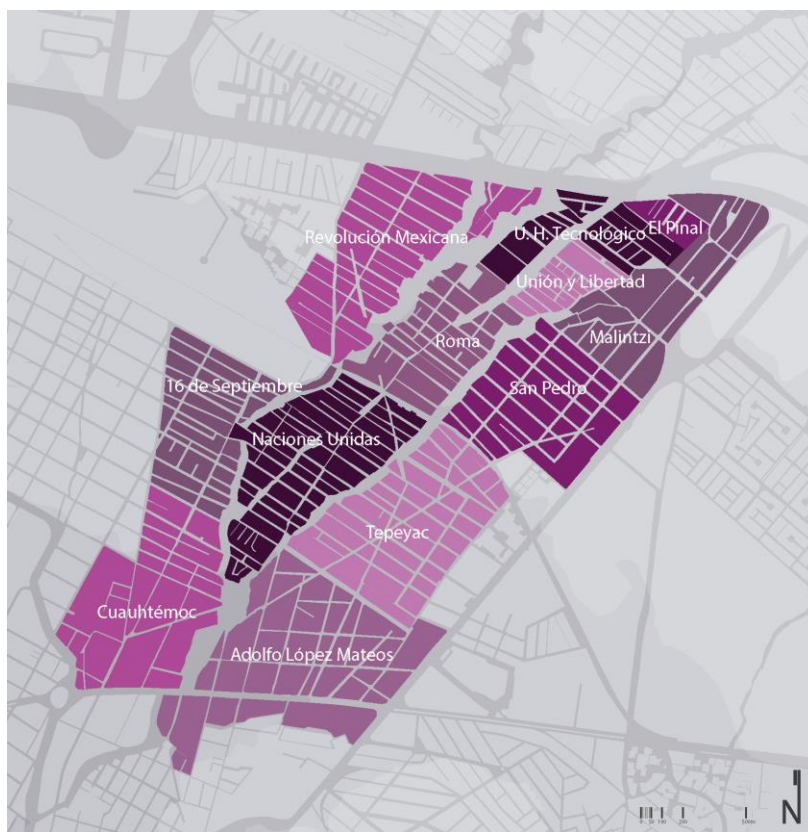 Revolución Mexicana
U. H. Tecnológico
El Pinal
Unión y Libertad
Roma
Malintzi
16 de Septiembre
San Pedro
Naciones Unidas
Tepeyac
Cuauhtémoc
Adolfo López Mateos
N